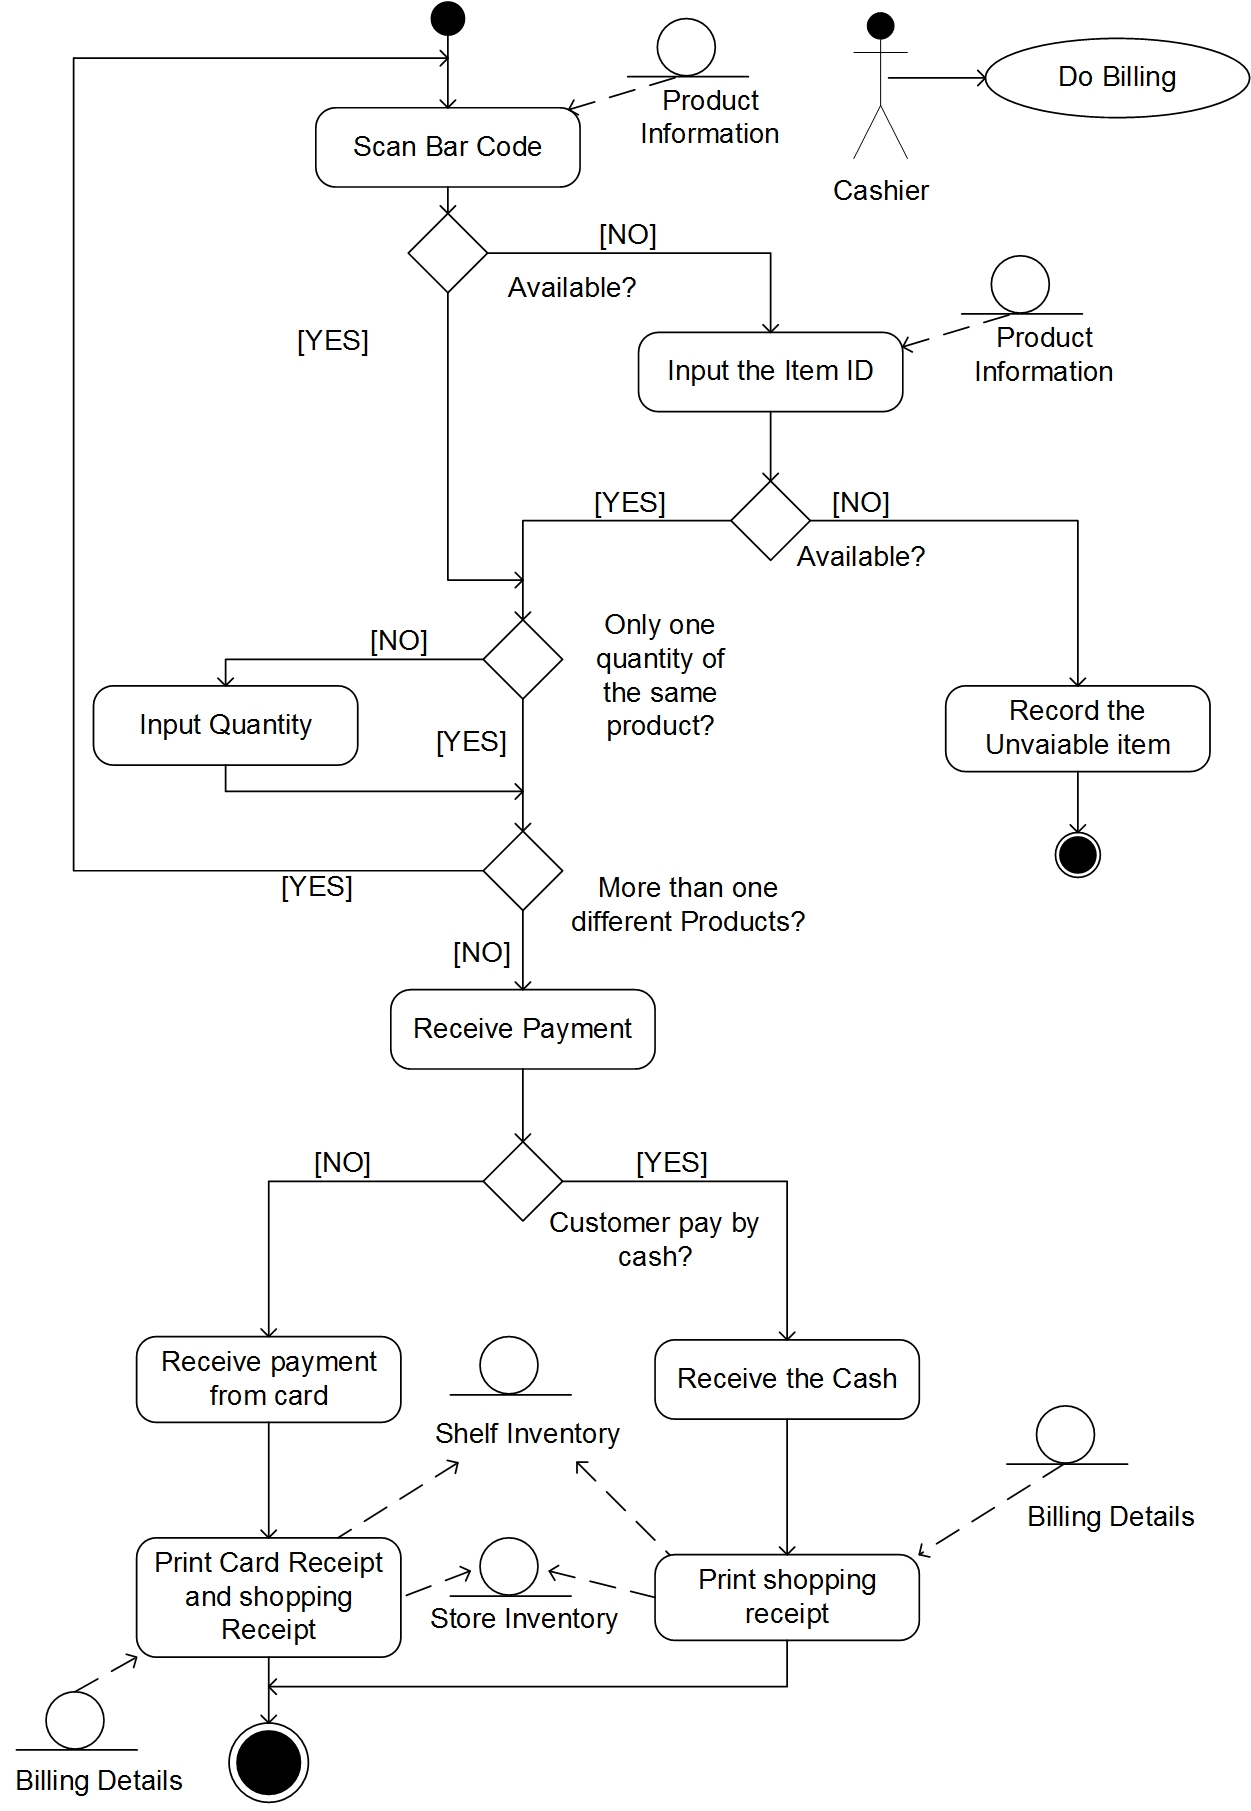 Product
Information
Do Billing
Cashier
Scan Bar Code
[NO]
Available?
[YES]
Product
Information
Input the Item ID
[YES]
[NO]
Available?
Only one
quantity of
the same
product?
[NO]
Input Quantity
[YES]
Record the
Unvaiable item
[YES]
More than one
different Products?
[NO]
Receive Payment
[NO]
[YES]
Customer pay by
cash?
Receive payment
from card
Shelf Inventory
Receive the Cash
Billing Details
Print Card Receipt
and shopping
Receipt
Store Inventory
Print shopping
receipt
Billing Details